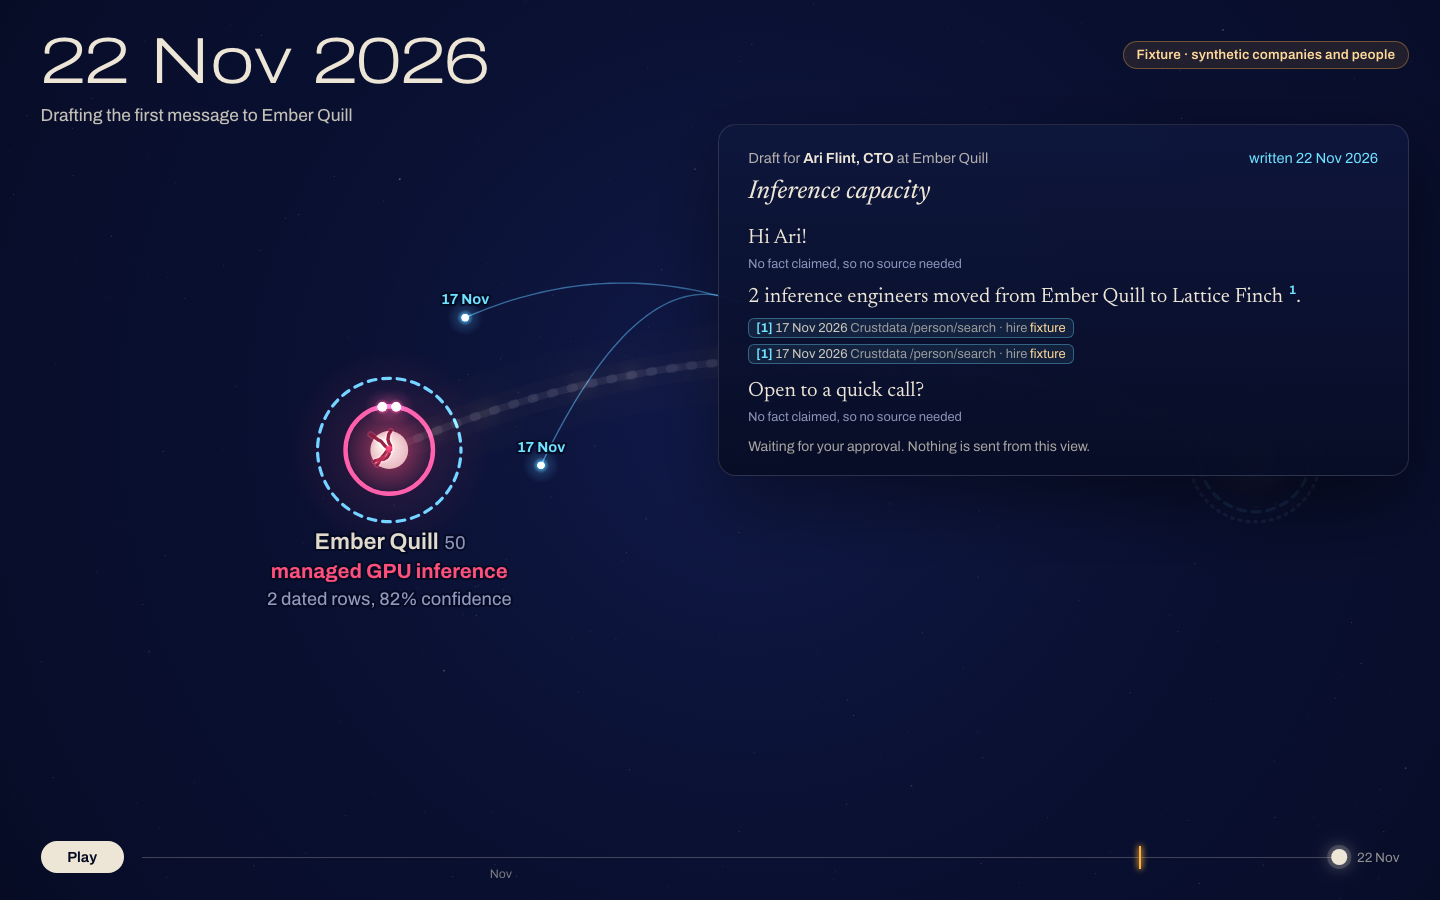 22 Nov 2026
Drafting the first message to Ember Quill
Fixture · synthetic companies and people
Draft for Ari Flint, CTO at Ember Quill
written 22 Nov 2026
Inference capacity
Hi Ari!
No fact claimed, so no source needed
2 inference engineers moved from Ember Quill to Lattice Finch 1.
[1] 17 Nov 2026 Crustdata /person/search · hire fixture
[1] 17 Nov 2026 Crustdata /person/search · hire fixture
Open to a quick call?
No fact claimed, so no source needed
Waiting for your approval. Nothing is sent from this view.
17 Nov
17 Nov
Ember Quill 50
managed GPU inference
2 dated rows, 82% confidence
Play
Nov
22 Nov